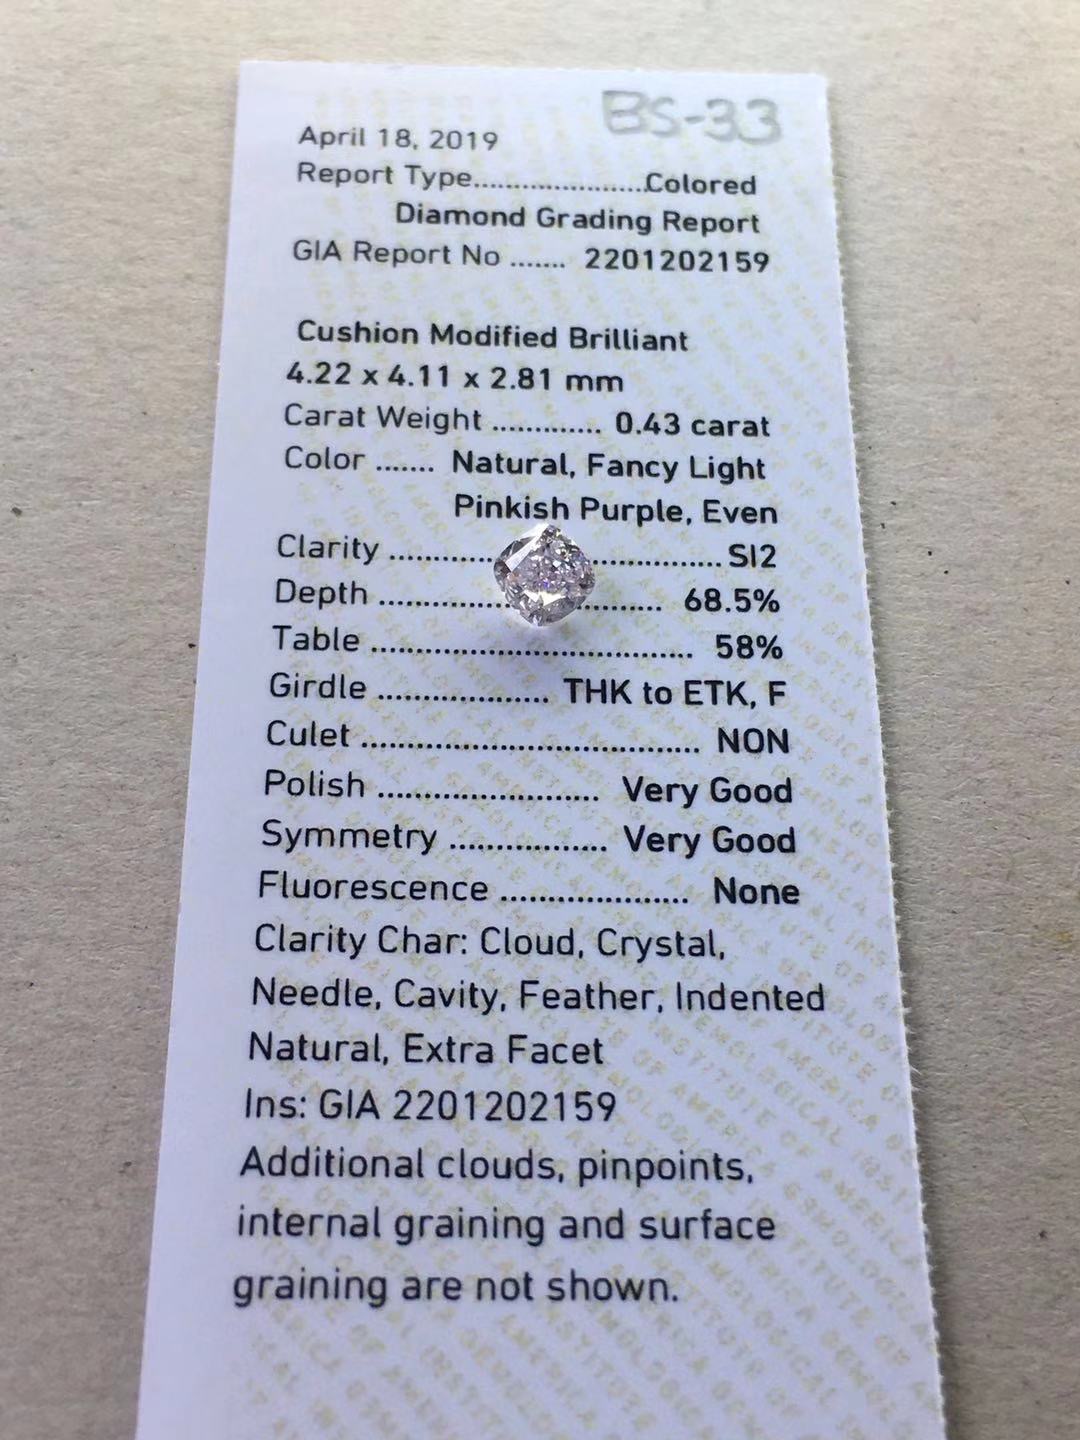 BS-33
April 18, 2019
Report Type......................Colored
Diamond Grading Report
GIA Report No ....... 2201202159
Cushion Modified Brilliant
4.22 x 4.11 x 2.81 mm
Carat Weight ............. 0.43 carat
Color ....... Natural, Fancy Light
Pinkish Purple, Even
Clarity ................................ SI2
Depth ............................. 68.5%
Table .................................... 58%
Girdle ................... THK to ETK, F
Culet ...................................... NON
Polish ......................... Very Good
Symmetry ................. Very Good
Fluorescence ..................... None
Clarity Char: Cloud, Crystal,
Needle, Cavity, Feather, Indented
Natural, Extra Facet
Ins: GIA 2201202159
Additional clouds, pinpoints,
internal graining and surface
graining are not shown.